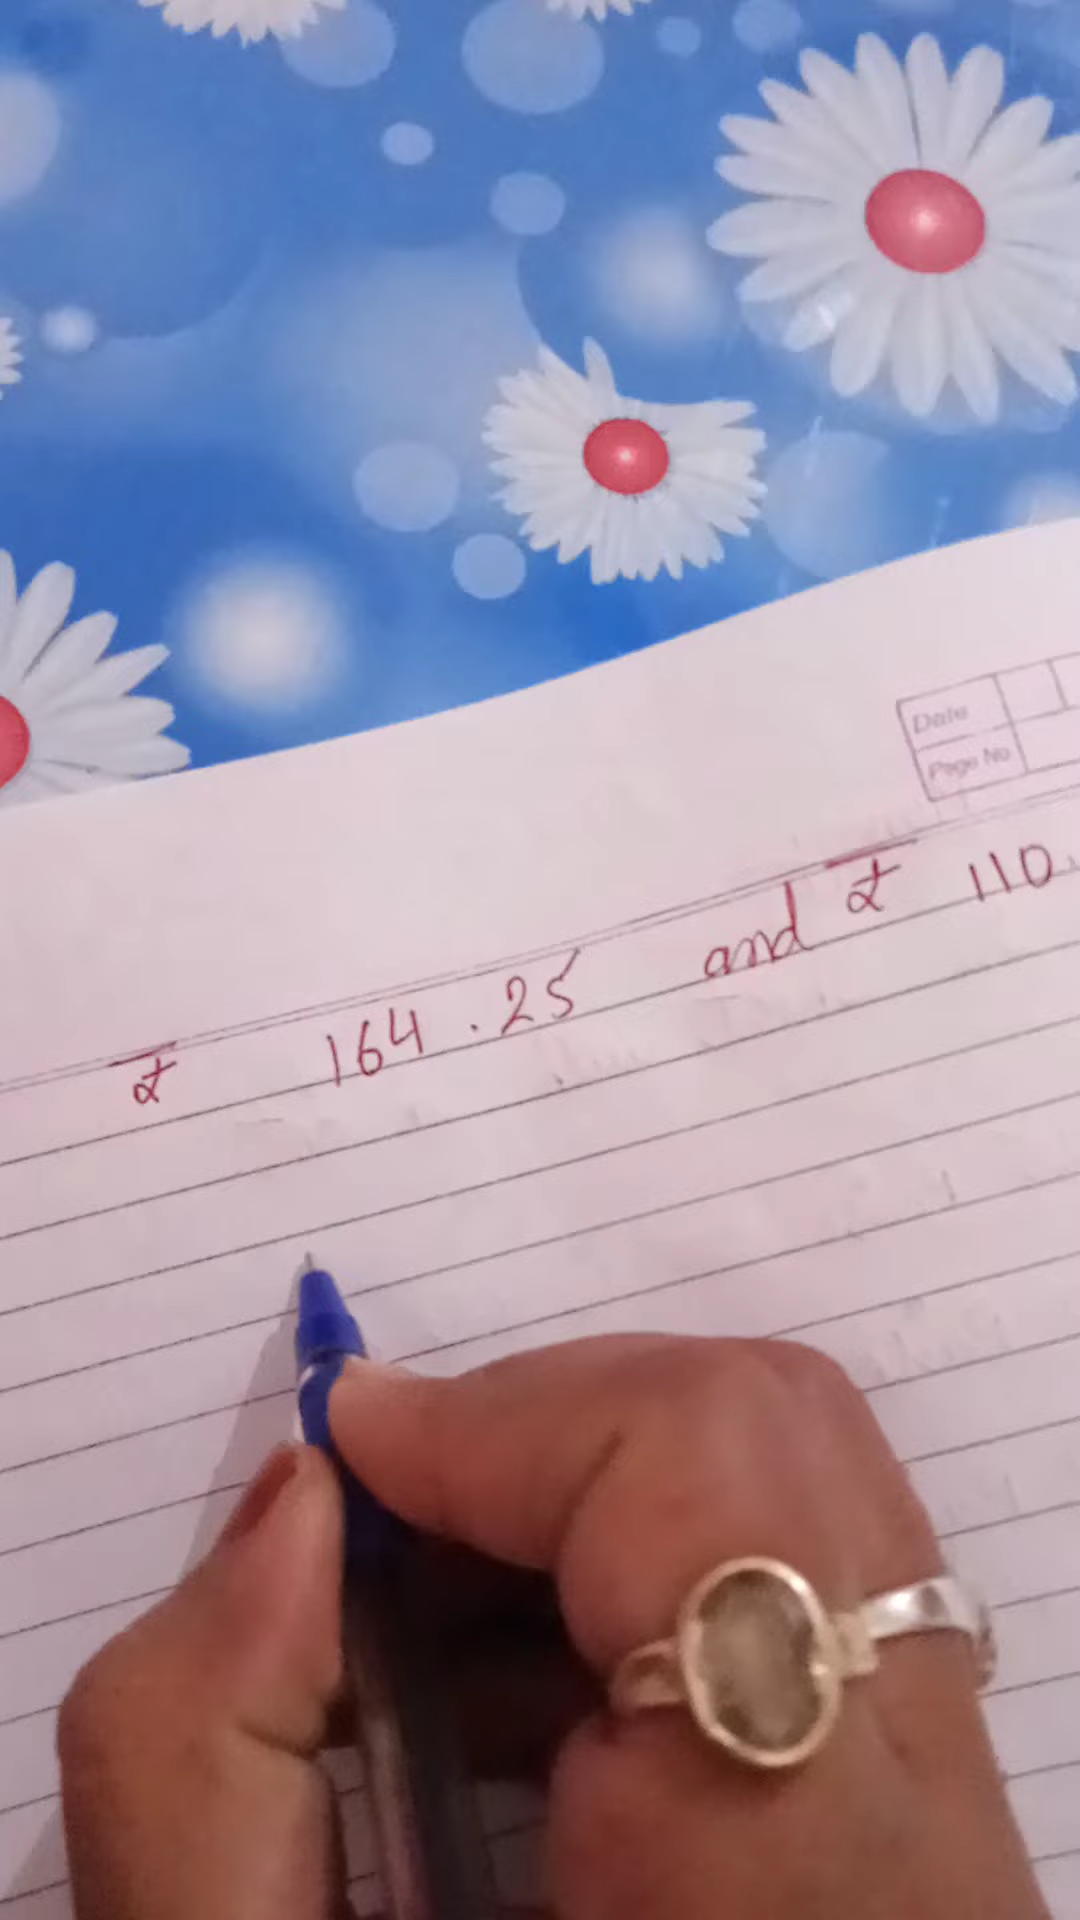 Date
Page No
₹ 164.25 and ₹ 110.